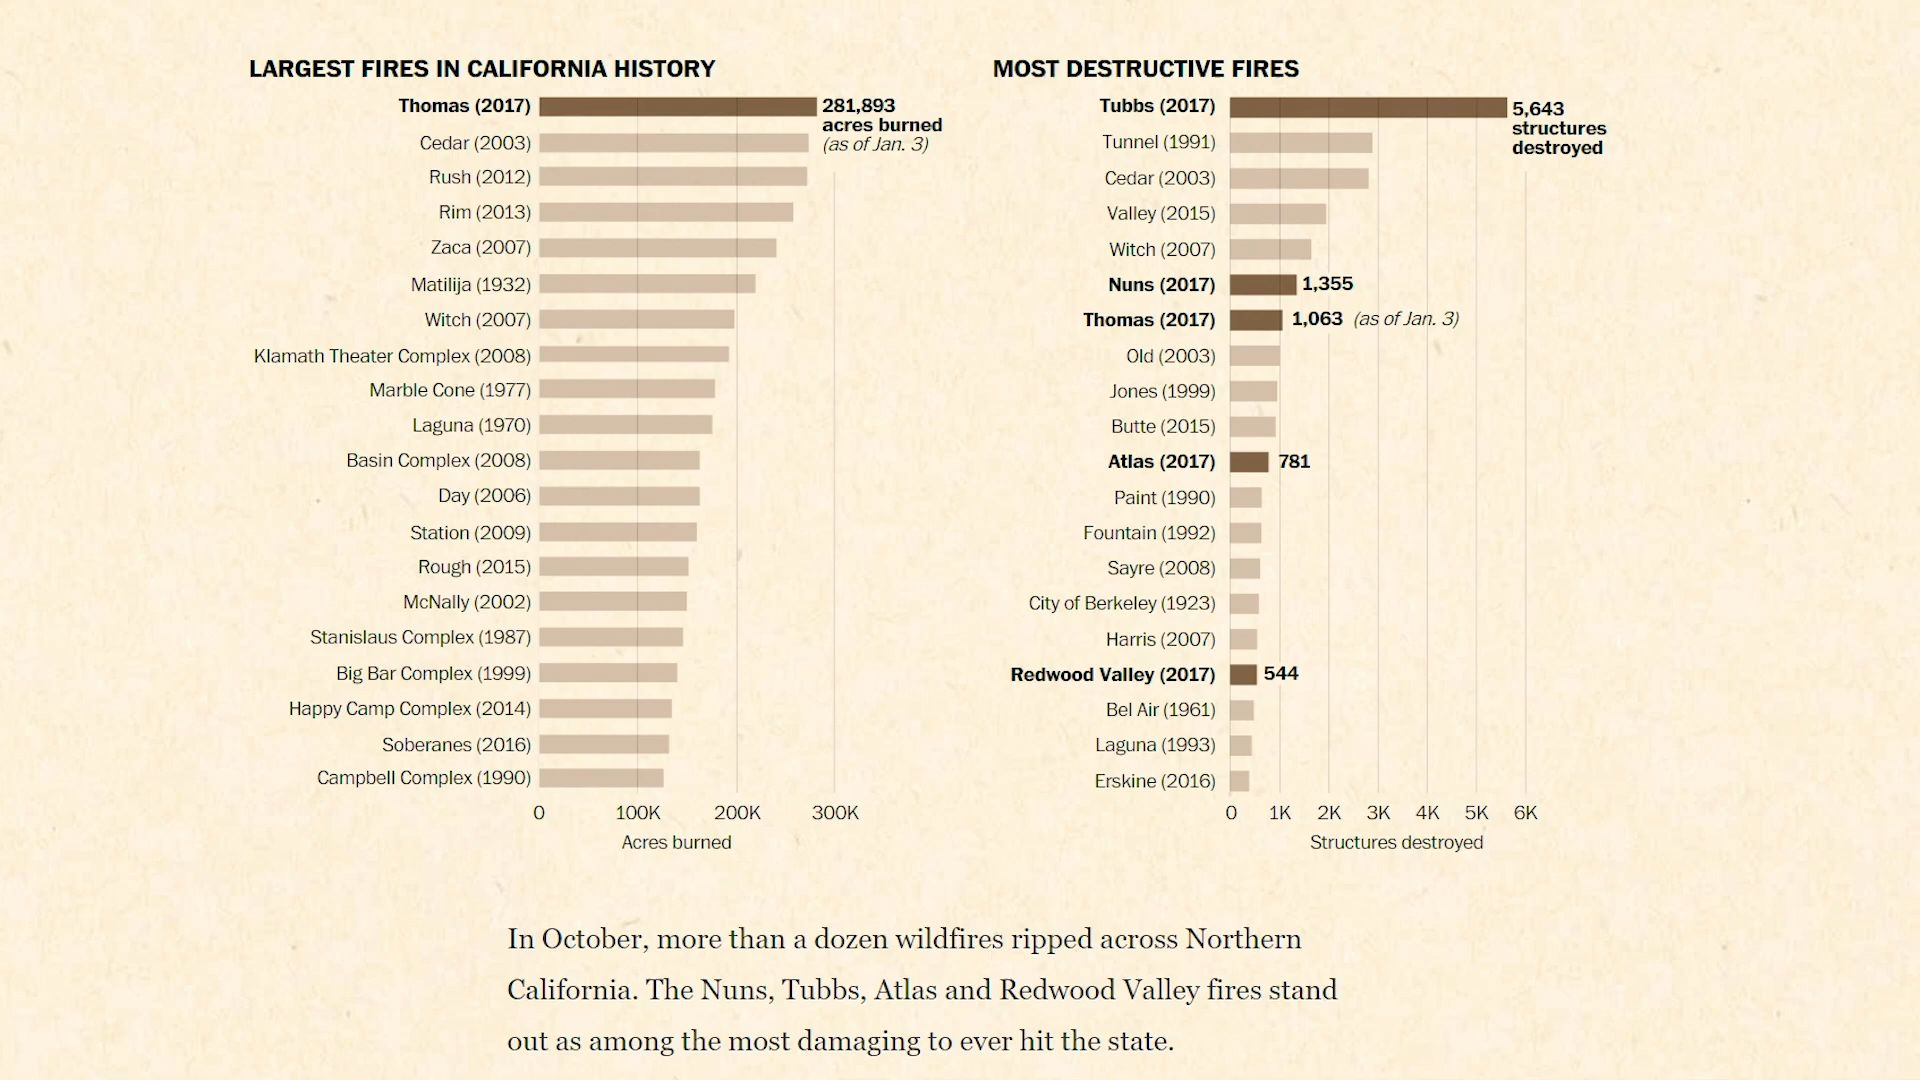 LARGEST FIRES IN CALIFORNIA HISTORY
Thomas (2017)
281,893
acres burned
(as of Jan. 3)
Cedar (2003)
Rush (2012)
Rim (2013)
Zaca (2007)
Matilija (1932)
Witch (2007)
Klamath Theater Complex (2008)
Marble Cone (1977)
Laguna (1970)
Basin Complex (2008)
Day (2006)
Station (2009)
Rough (2015)
McNally (2002)
Stanislaus Complex (1987)
Big Bar Complex (1999)
Happy Camp Complex (2014)
Soberanes (2016)
Campbell Complex (1990)
0 100K 200K 300K
Acres burned
MOST DESTRUCTIVE FIRES
Tubbs (2017)
5,643
structures
destroyed
Tunnel (1991)
Cedar (2003)
Valley (2015)
Witch (2007)
Nuns (2017) 1,355
Thomas (2017) 1,063 (as of Jan. 3)
Old (2003)
Jones (1999)
Butte (2015)
Atlas (2017) 781
Paint (1990)
Fountain (1992)
Sayre (2008)
City of Berkeley (1923)
Harris (2007)
Redwood Valley (2017) 544
Bel Air (1961)
Laguna (1993)
Erskine (2016)
0 1K 2K 3K 4K 5K 6K
Structures destroyed
In October, more than a dozen wildfires ripped across Northern
California. The Nuns, Tubbs, Atlas and Redwood Valley fires stand
out as among the most damaging to ever hit the state.